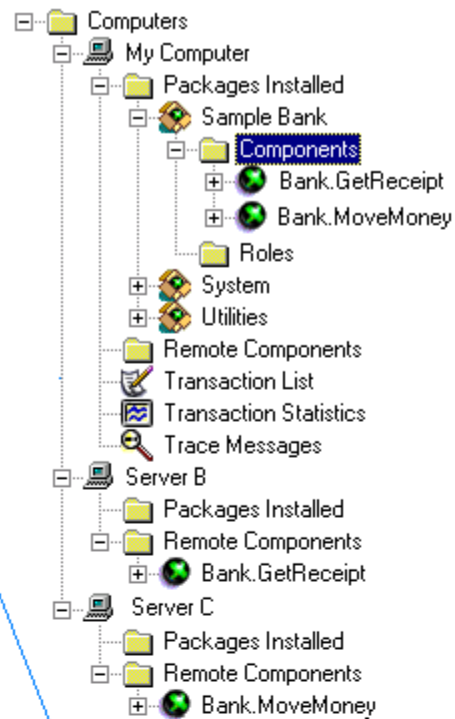 Computers
My Computer
Packages Installed
Sample Bank
Components
Bank.GetReceipt
Bank.MoveMoney
Roles
System
Utilities
Remote Components
Transaction List
Transaction Statistics
Trace Messages
Server B
Packages Installed
Remote Components
Bank.GetReceipt
Server C
Packages Installed
Remote Components
Bank.MoveMoney